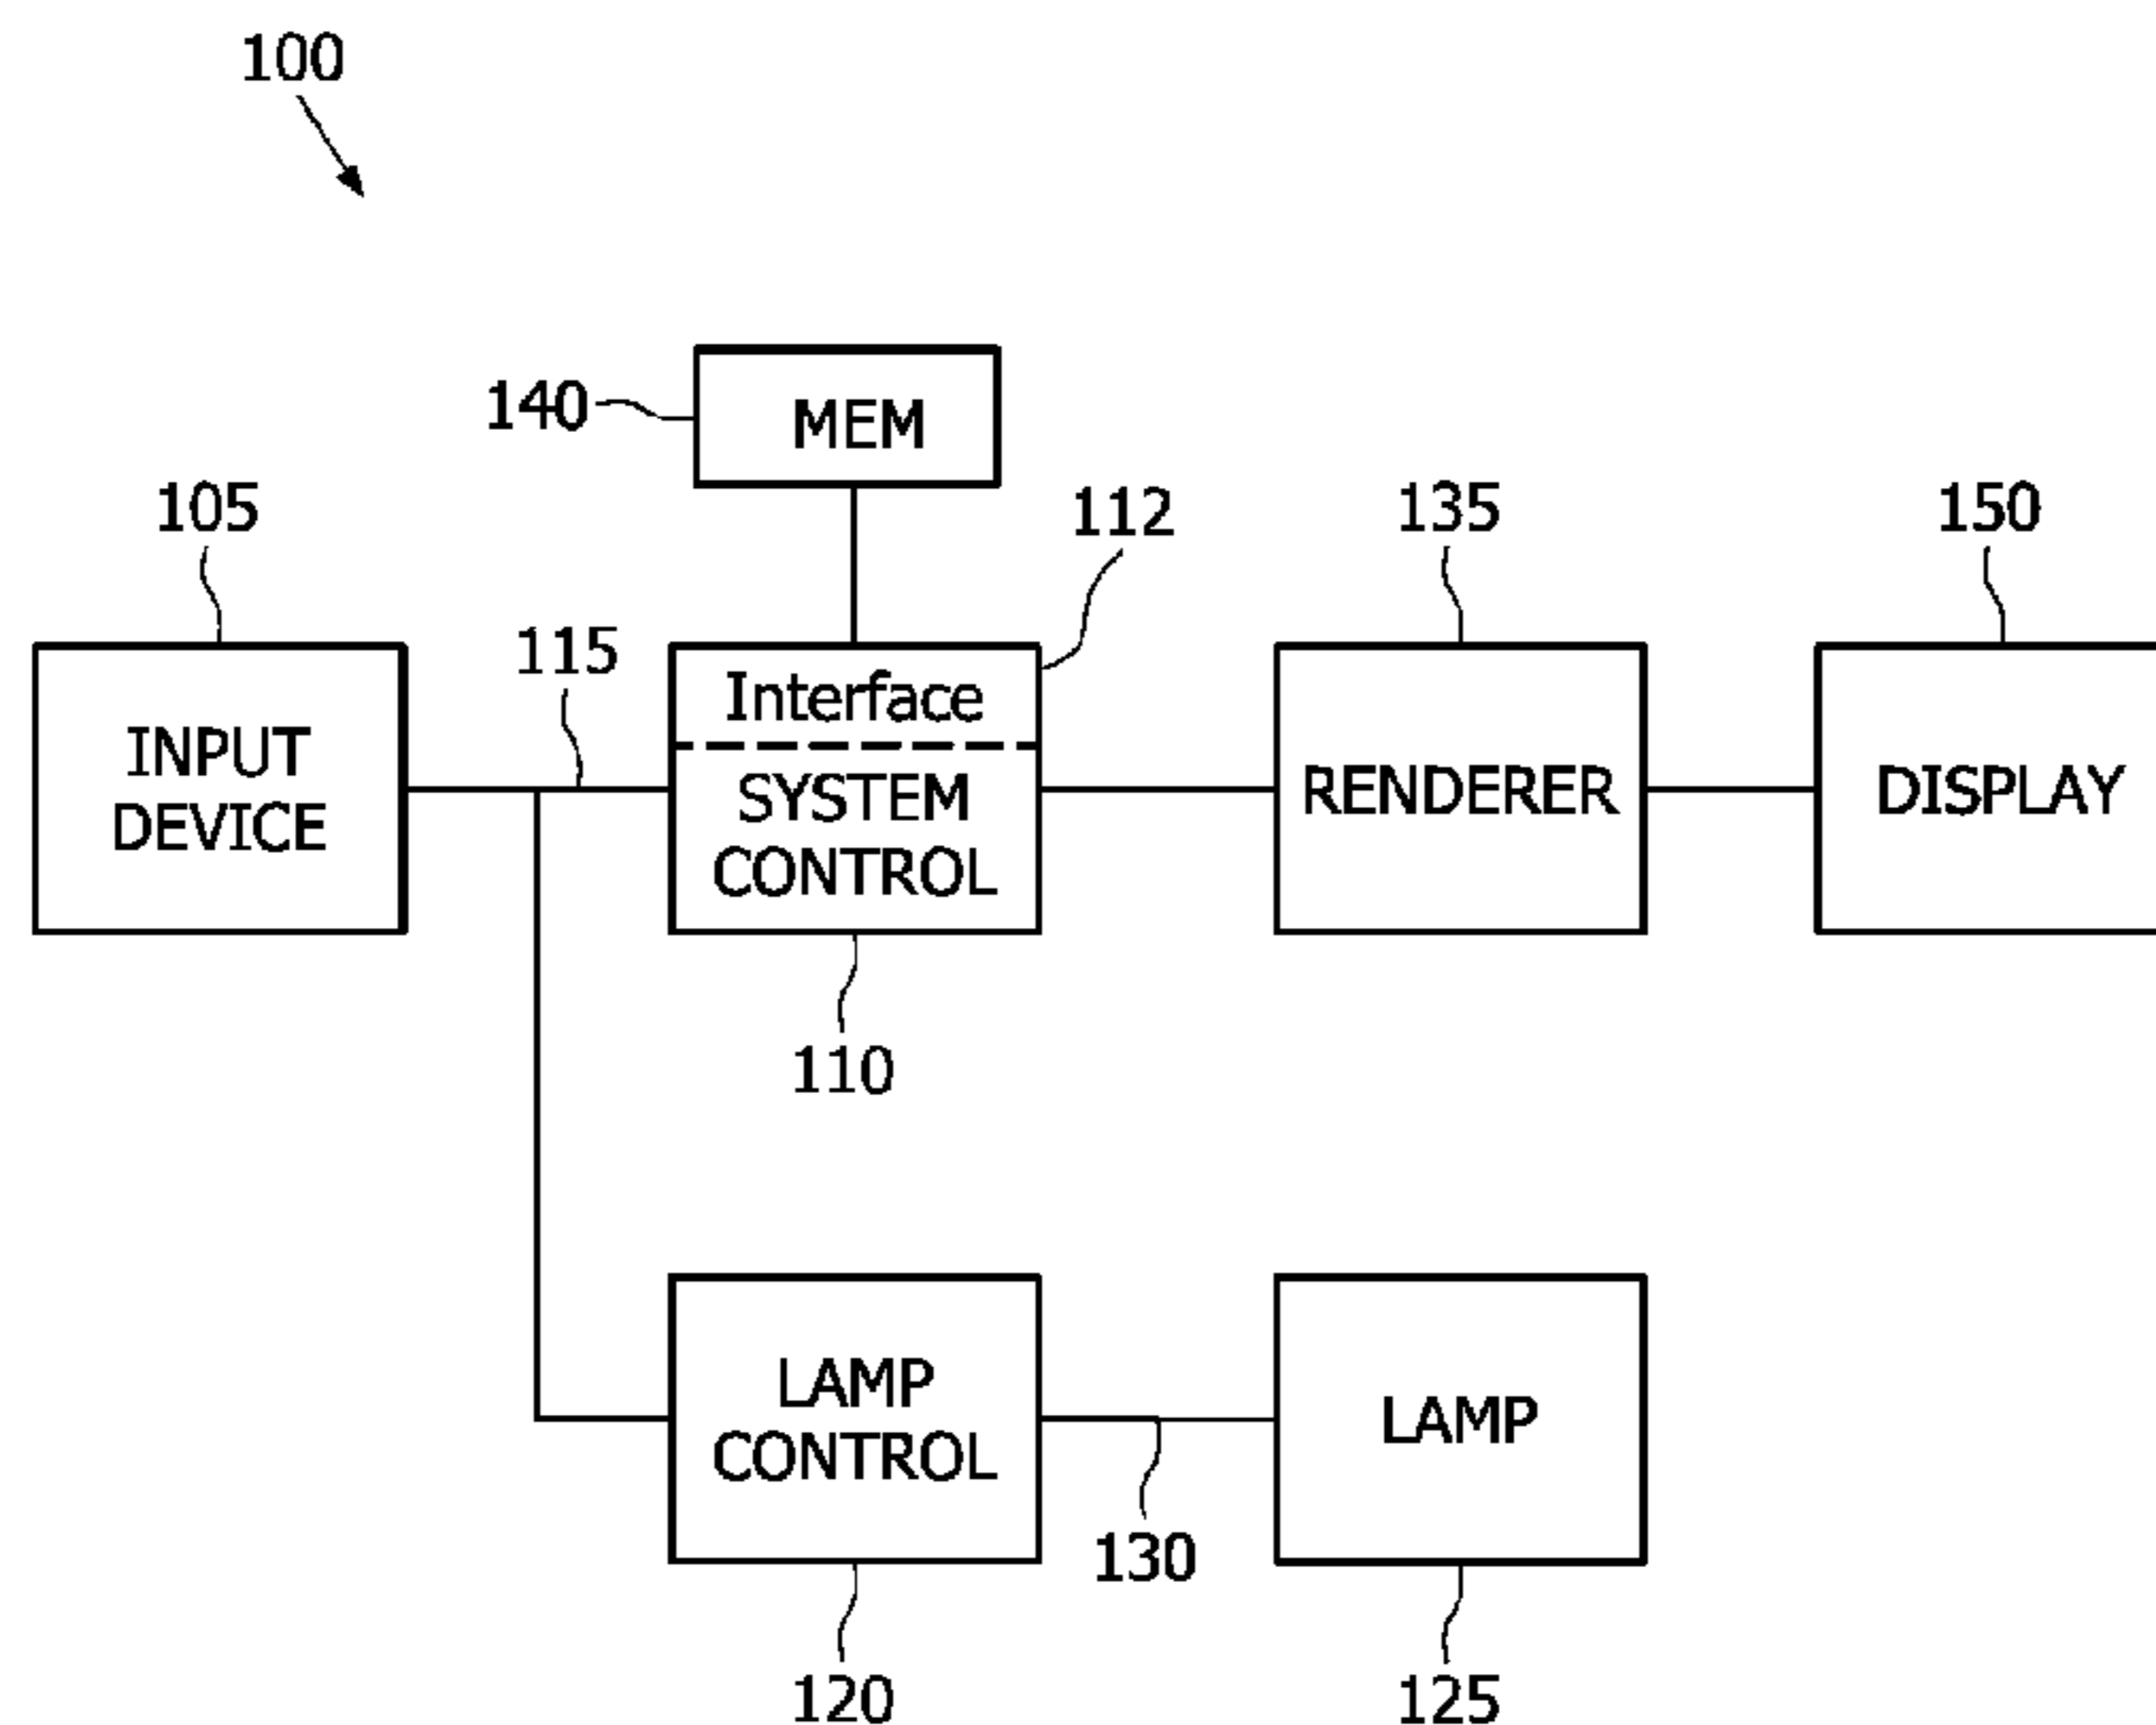 100
140
MEM
105
112
135
150
115
Interface
INPUT
DEVICE
SYSTEM
CONTROL
RENDERER
DISPLAY
110
LAMP
CONTROL
LAMP
130
120
125